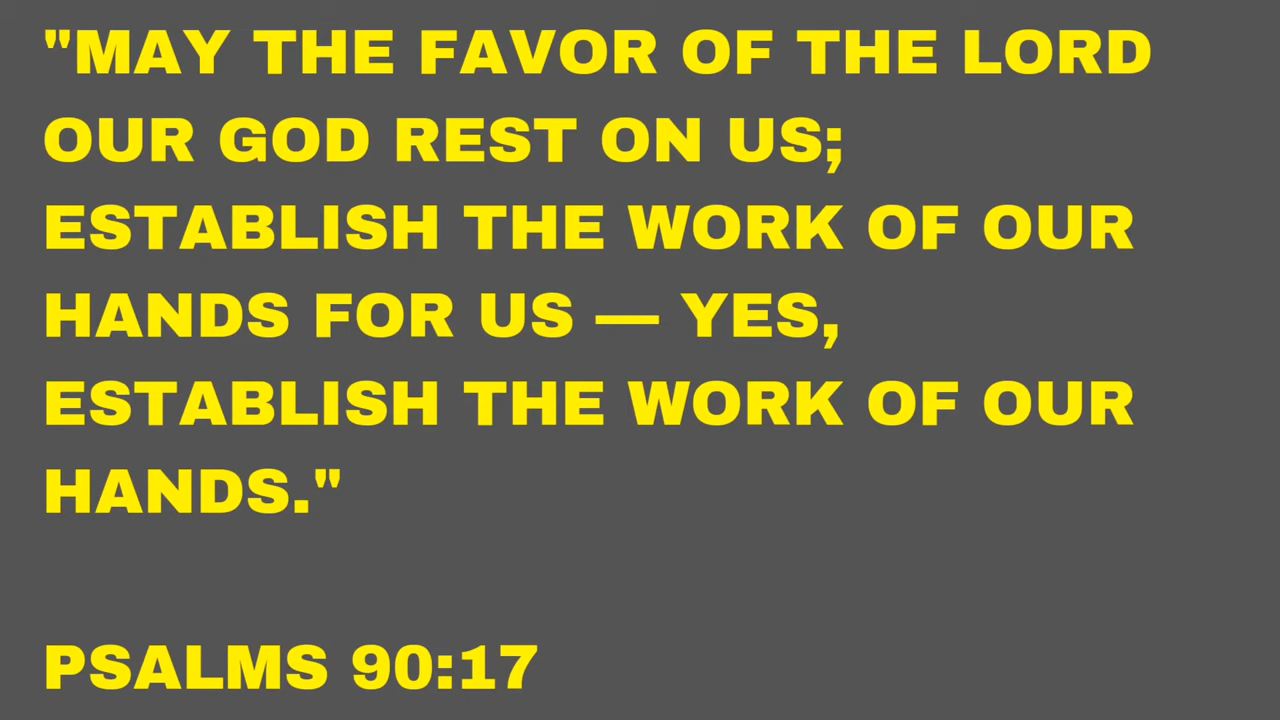 "MAY THE FAVOR OF THE LORD
OUR GOD REST ON US;
ESTABLISH THE WORK OF OUR
HANDS FOR US — YES,
ESTABLISH THE WORK OF OUR
HANDS."
PSALMS 90:17